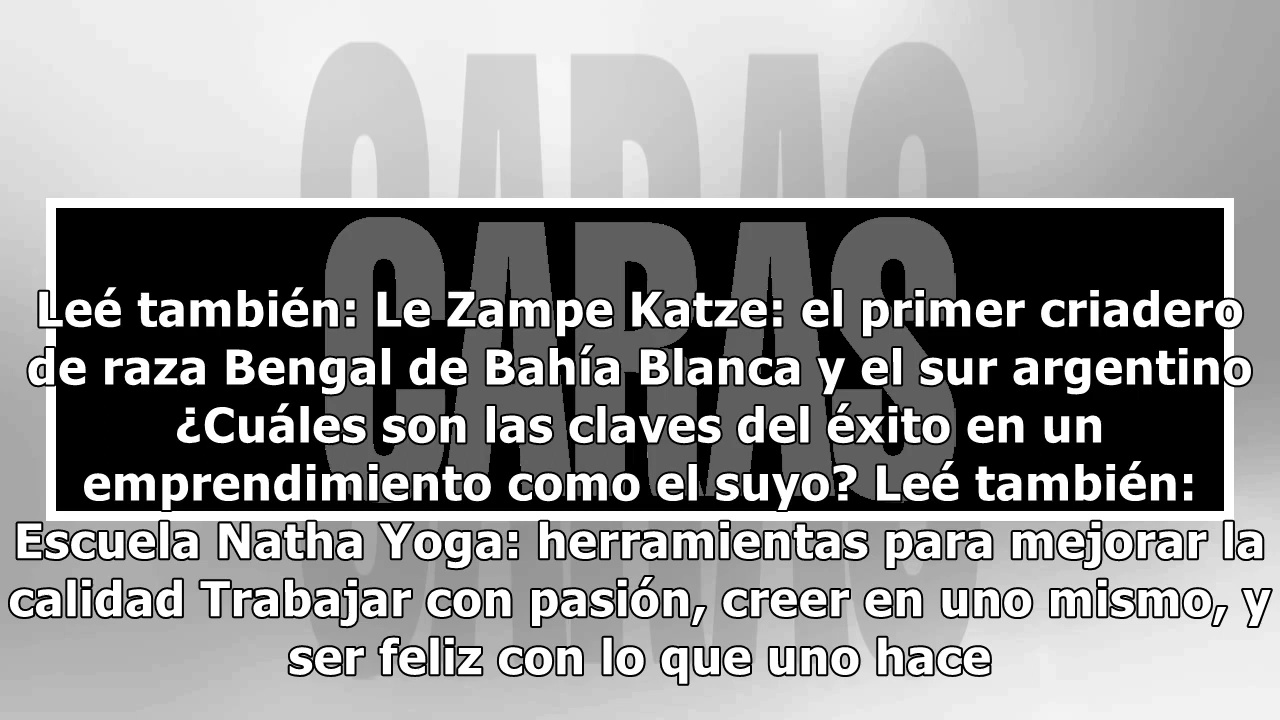 CARAS
CARAS
Leé también: Le Zampe Katze: el primer criadero
de raza Bengal de Bahía Blanca y el sur argentino
¿Cuáles son las claves del éxito en un
emprendimiento como el suyo? Leé también:
Escuela Natha Yoga: herramientas para mejorar la
calidad Trabajar con pasión, creer en uno mismo, y
ser feliz con lo que uno hace